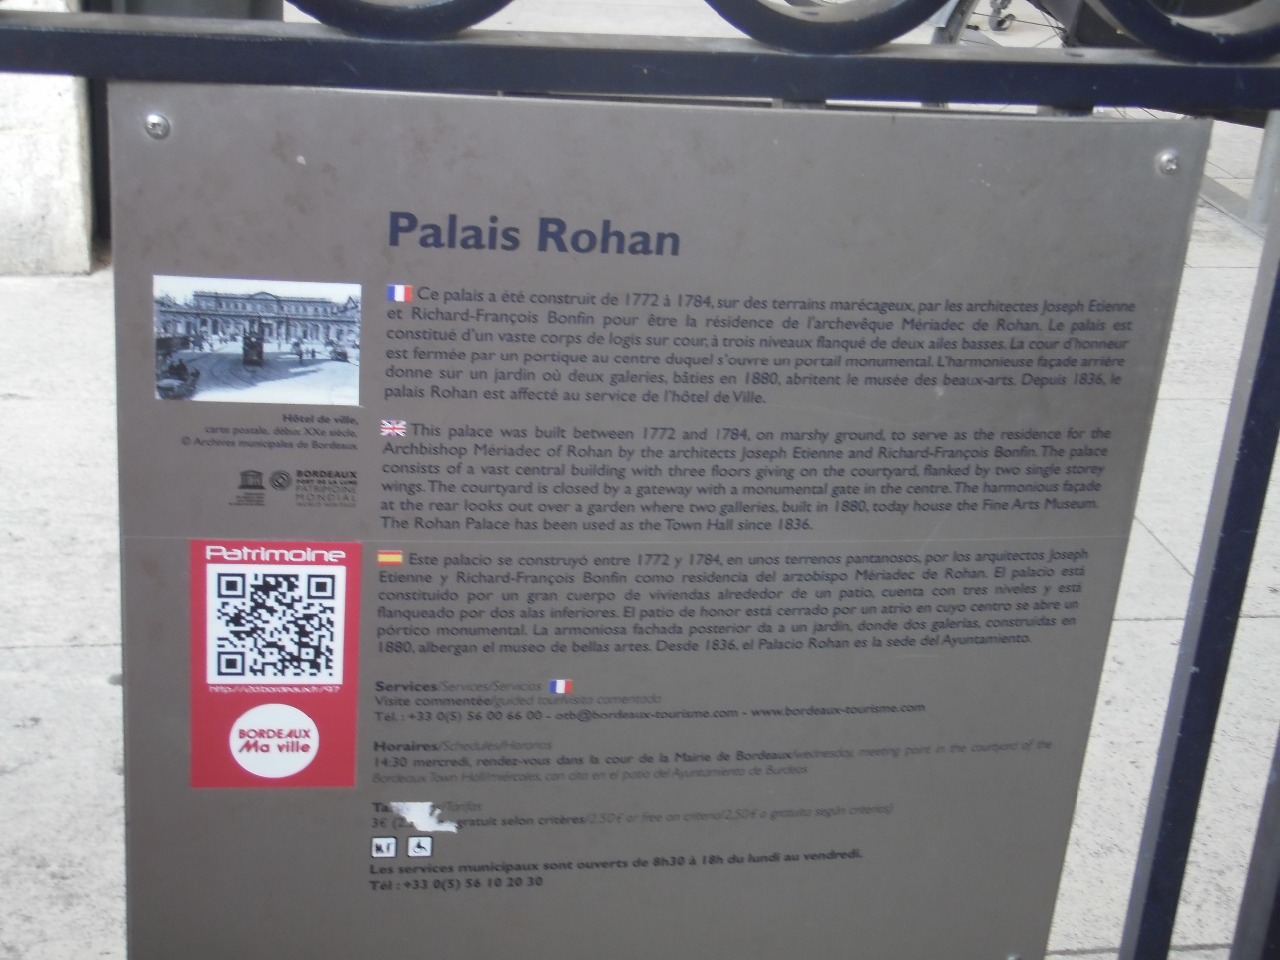 Palais Rohan
Ce palais a été construit de 1772 à 1784, sur des terrains marécageux, par les architectes Joseph Etienne
et Richard-François Bonfin pour être la résidence de l'archevêque Mériadec de Rohan. Le palais est
constitué d'un vaste corps de logis sur cour, à trois niveaux flanqué de deux ailes basses. La cour d'honneur
est fermée par un portique au centre duquel s'ouvre un portail monumental. L'harmonieuse façade arrière
donne sur un jardin où deux galeries, bâties en 1880, abritent le musée des beaux-arts. Depuis 1836, le
palais Rohan est affecté au service de l'hôtel de Ville.
Hôtel de ville,
carte postale, début XXe siècle,
© Archives municipales de Bordeaux
BORDEAUX
PORT DE LA LUNE
PATRIMOINE
MONDIAL
This palace was built between 1772 and 1784, on marshy ground, to serve as the residence for the
Archbishop Mériadec of Rohan by the architects Joseph Etienne and Richard-François Bonfin. The palace
consists of a vast central building with three floors giving on the courtyard, flanked by two single storey
wings. The courtyard is closed by a gateway with a monumental gate in the centre. The harmonious façade
at the rear looks out over a garden where two galleries, built in 1880, today house the Fine Arts Museum.
The Rohan Palace has been used as the Town Hall since 1836.
Patrimoine
http://2d.bordeaux.fr/97
BORDEAUX
Ma ville
Este palacio se construyó entre 1772 y 1784, en unos terrenos pantanosos, por los arquitectos Joseph
Etienne y Richard-François Bonfin como residencia del arzobispo Mériadec de Rohan. El palacio está
constituido por un gran cuerpo de viviendas alrededor de un patio, cuenta con tres niveles y está
flanqueado por dos alas inferiores. El patio de honor está cerrado por un atrio en cuyo centro se abre un
pórtico monumental. La armoniosa fachada posterior da a un jardín, donde dos galerías, construidas en
1880, albergan el museo de bellas artes. Desde 1836, el Palacio Rohan es la sede del Ayuntamiento.
Services/Services/Servicios
Visite commentée/guided tour/visita comentada
Tél. : +33 0(5) 56 00 66 00 - otb@bordeaux-tourisme.com - www.bordeaux-tourisme.com
Horaires/Schedules/Horarios
14:30 mercredi, rendez-vous dans la cour de la Mairie de Bordeaux/wednesday, meeting point in the courtyard of the
Bordeaux Town Hall/miércoles, con cita en el patio del Ayuntamiento de Burdeos
/Tarifas
3€ gratuit selon critères/2,50€ or free on criteria/2,50€ o gratuito según criterios)
Les services municipaux sont ouverts de 8h30 à 18h du lundi au vendredi.
Tél : +33 0(5) 56 10 20 30